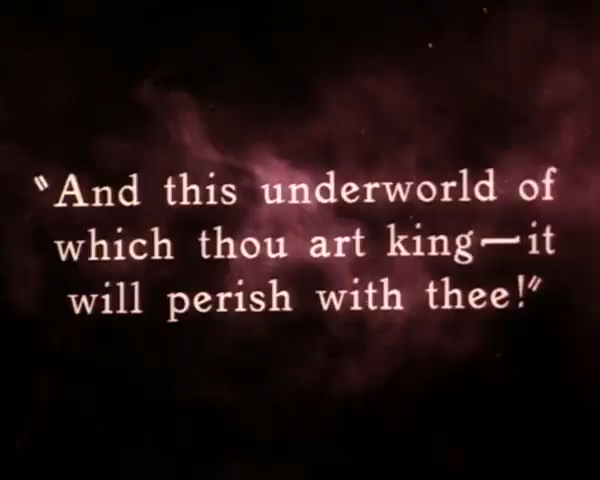 "And this underworld of
which thou art king—it
will perish with thee!"